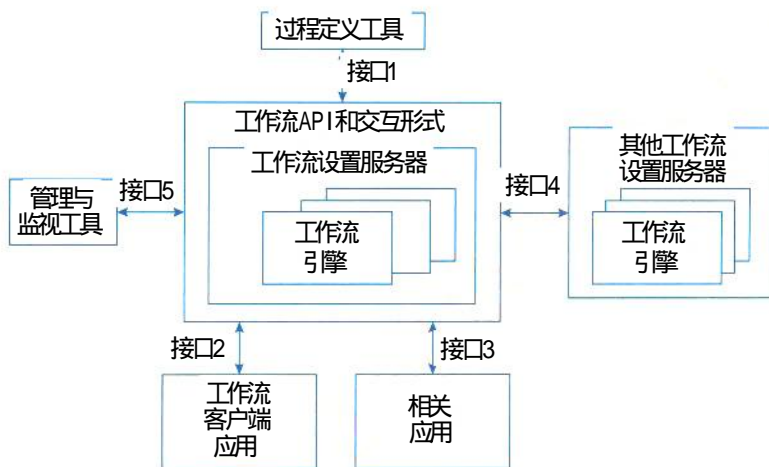 过程定义工具
接口1
工作流API和交互形式
工作流设置服务器
工作流
引擎
管理与
监视工具
接口5
接口4
其他工作流
设置服务器
工作流
引擎
接口2
接口3
工作流
客户端
应用
相关
应用